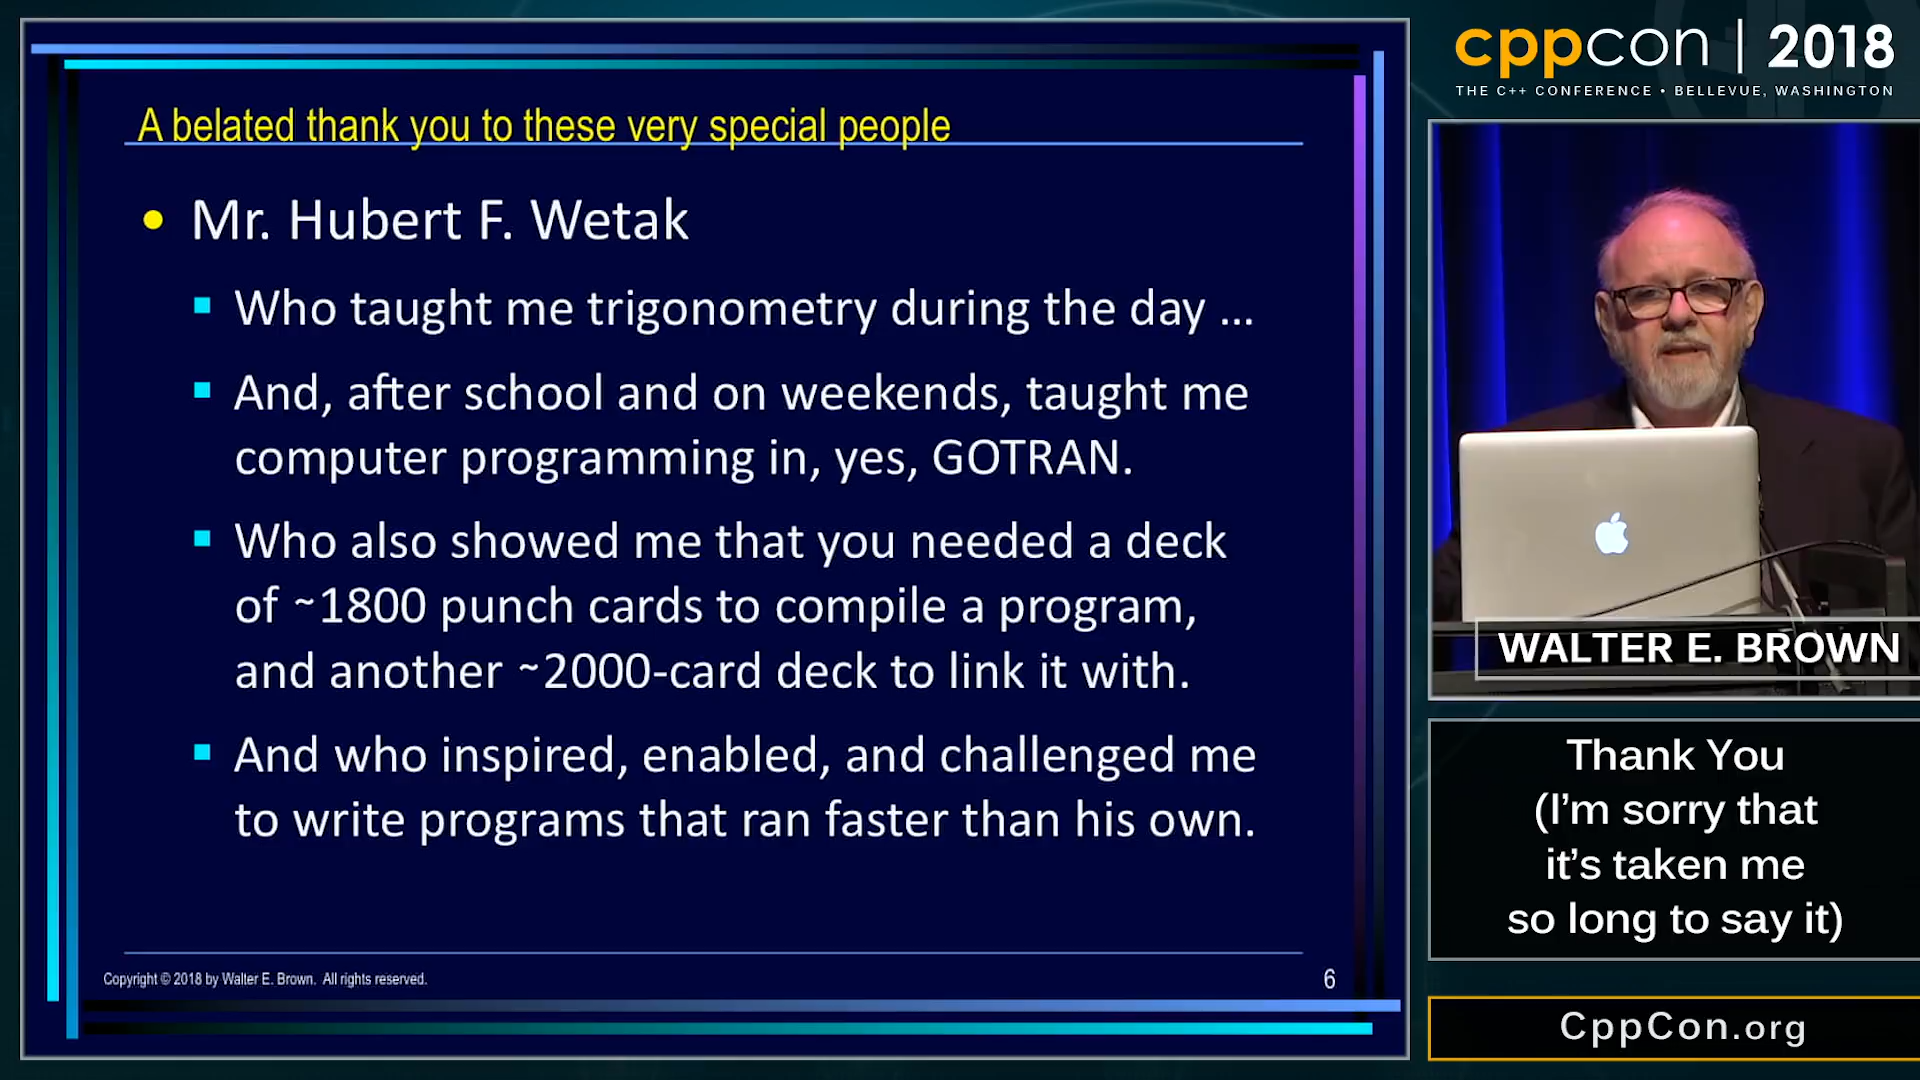 A belated thank you to these very special people
• Mr. Hubert F. Wetak
▪ Who taught me trigonometry during the day ...
▪ And, after school and on weekends, taught me
computer programming in, yes, GOTRAN.
▪ Who also showed me that you needed a deck
of ~1800 punch cards to compile a program,
and another ~2000-card deck to link it with.
▪ And who inspired, enabled, and challenged me
to write programs that ran faster than his own.
Copyright © 2018 by Walter E. Brown. All rights reserved.
6
cppcon | 2018
THE C++ CONFERENCE • BELLEVUE, WASHINGTON
WALTER E. BROWN
Thank You
(I’m sorry that
it’s taken me
so long to say it)
CppCon.org